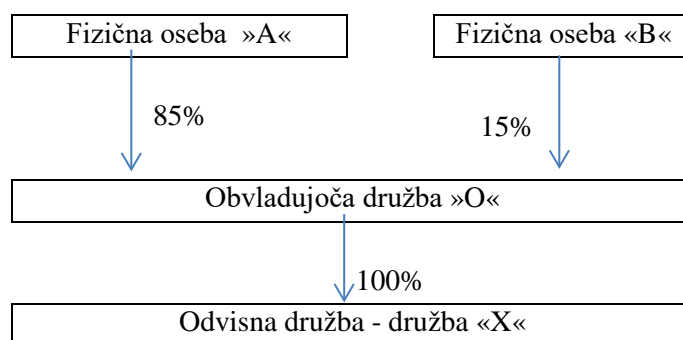 Fizična oseba »A«
Fizična oseba «B«
85%
15%
Obvladujoča družba »O«
100%
Odvisna družba - družba «X«